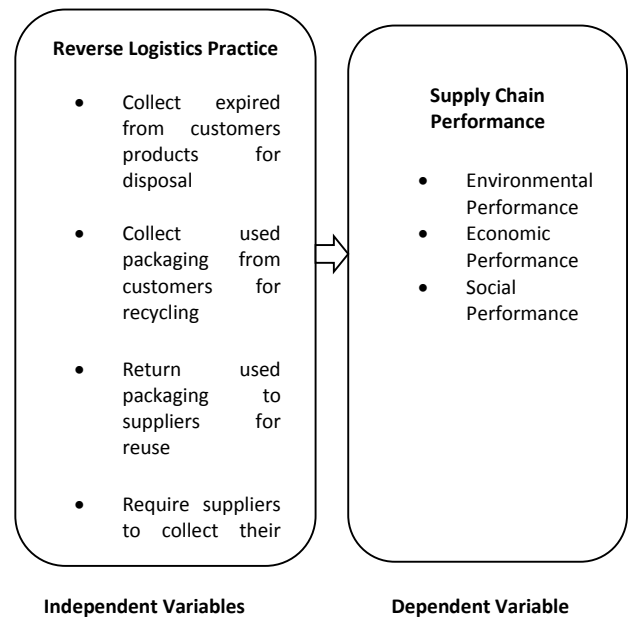 Reverse Logistics Practice
• Collect expired
from customers
products for
disposal
• Collect used
packaging from
customers for
recycling
• Return used
packaging to
suppliers for
reuse
• Require suppliers
to collect their
Supply Chain
Performance
• Environmental
Performance
• Economic
Performance
• Social
Performance
Independent Variables
Dependent Variable